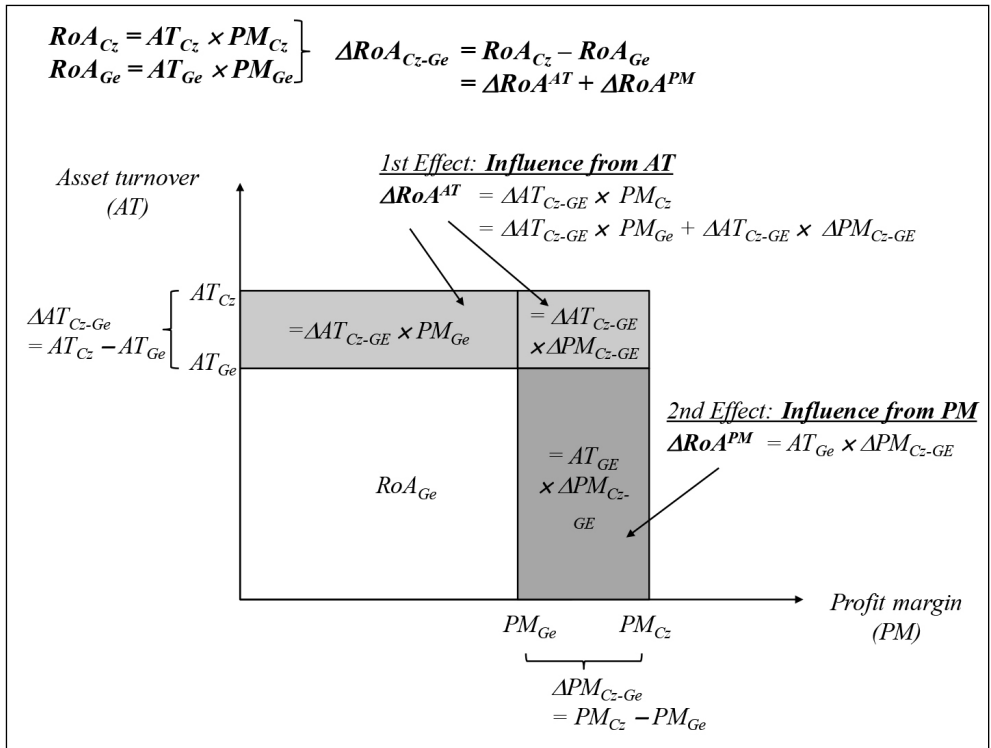 RoA_Cz = AT_Cz × PM_Cz
RoA_Ge = AT_Ge × PM_Ge
ΔRoA_Cz-Ge = RoA_Cz – RoA_Ge
= ΔRoA^AT + ΔRoA^PM
1st Effect: Influence from AT
ΔRoA^AT = ΔAT_Cz-GE × PM_Cz
= ΔAT_Cz-GE × PM_Ge + ΔAT_Cz-GE × ΔPM_Cz-GE
Asset turnover
(AT)
AT_Cz
ΔAT_Cz-Ge
= AT_Cz – AT_Ge
AT_Ge
=ΔAT_Cz-GE × PM_Ge
= ΔAT_Cz-GE
× ΔPM_Cz-GE
2nd Effect: Influence from PM
ΔRoA^PM = AT_Ge × ΔPM_Cz-GE
RoA_Ge
= AT_GE
× ΔPM_Cz-
GE
PM_Ge
PM_Cz
Profit margin
(PM)
ΔPM_Cz-Ge
= PM_Cz – PM_Ge